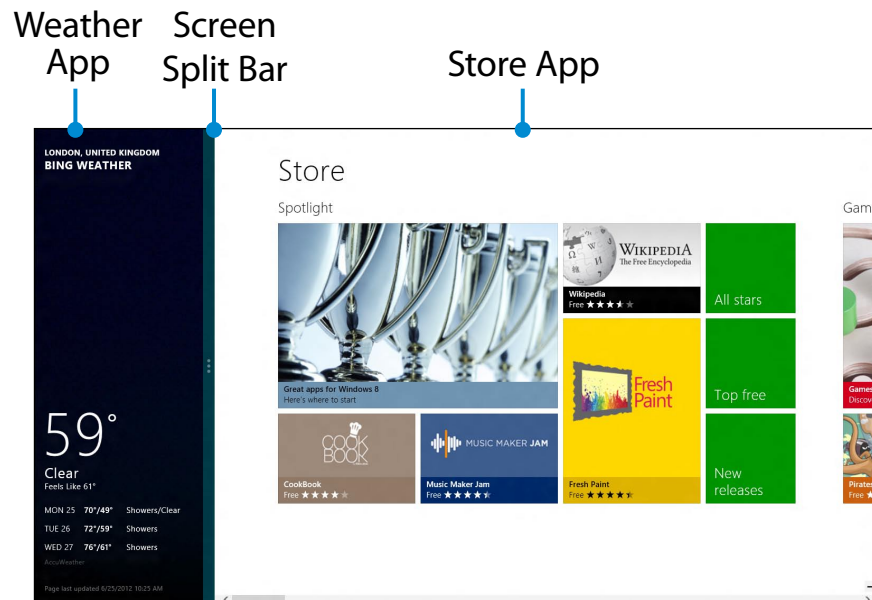 Weather App
Screen Split Bar
Store App
LONDON, UNITED KINGDOM
BING WEATHER
59°
Clear
Feels Like 61°
MON 25 70°/49° Showers/Clear
TUE 26 72°/59° Showers
WED 27 76°/61° Showers
AccuWeather
Page last updated 6/25/2012 10:25 AM
Store
Spotlight
Great apps for Windows 8
Here's where to start
WIKIPEDIA
The Free Encyclopedia
Wikipedia
Free
All stars
Fresh
Paint
Fresh Paint
Free
Top free
New
releases
COOK
BOOK
CookBook
Free
MUSIC MAKER JAM
Music Maker Jam
Free
Gam
Games
Discov
Pirates
Free